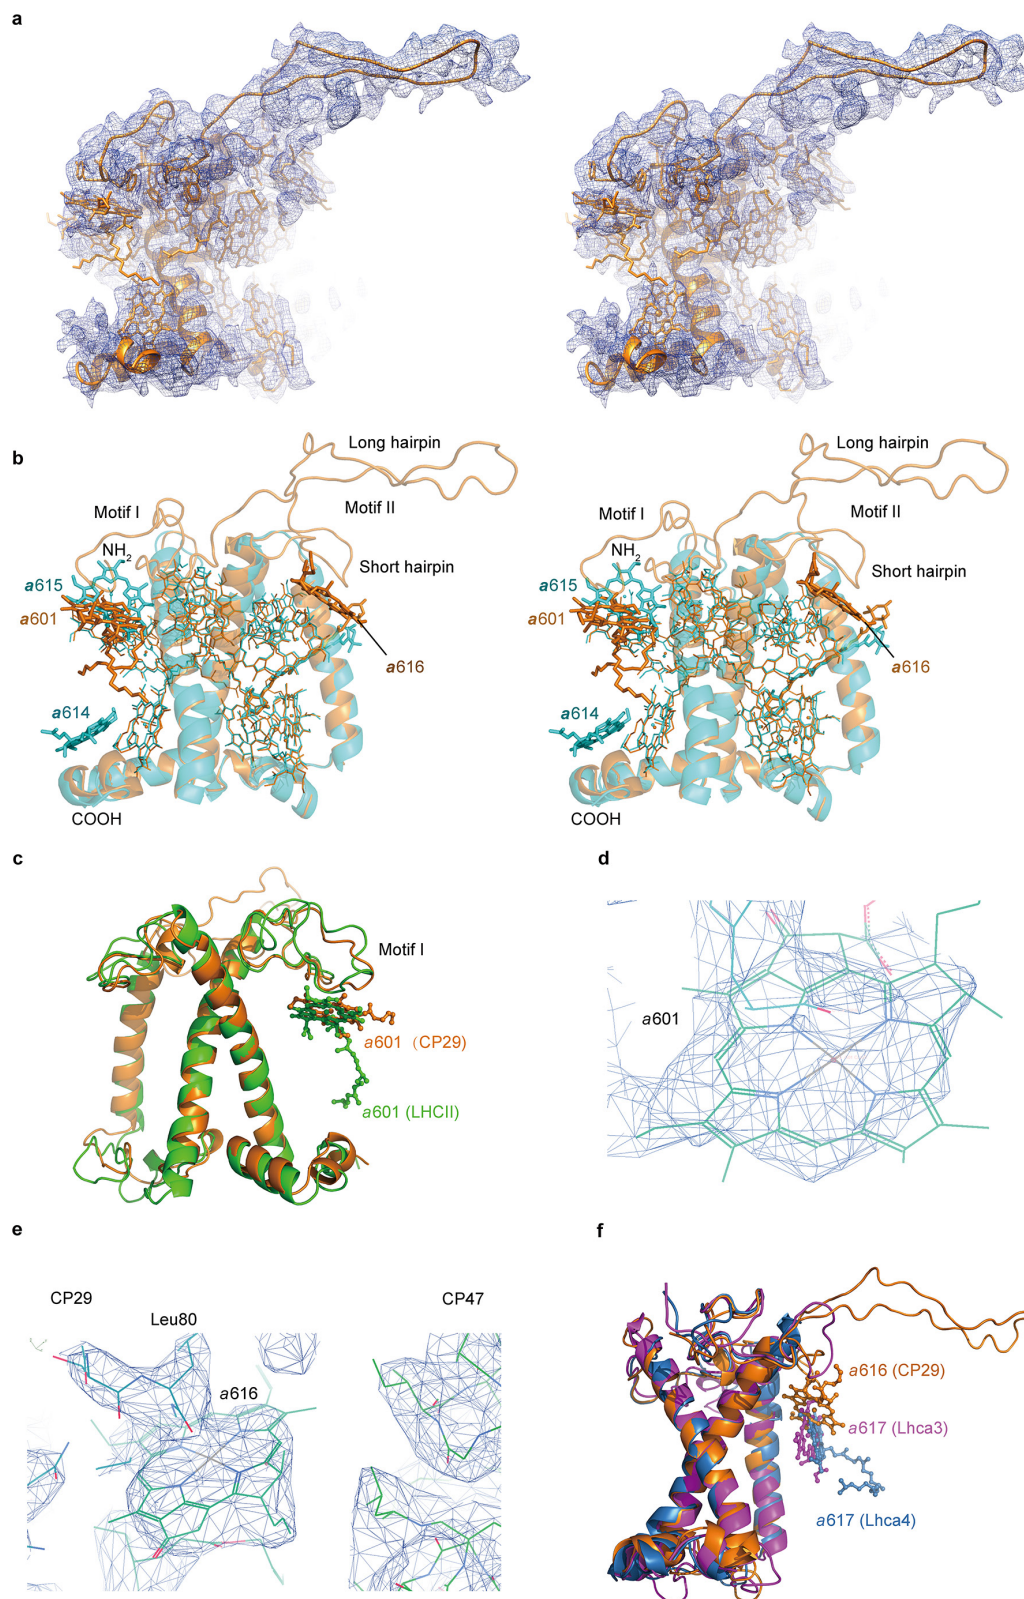 a
b
Long hairpin
Long hairpin
Motif I
Motif II
Motif I
Motif II
NH2
NH2
Short hairpin
Short hairpin
a615
a615
a601
a601
a616
a616
a614
a614
COOH
COOH
c
d
Motif I
a601 (CP29)
a601 (LHCII)
a601
e
f
CP29
CP47
Leu80
a616
a616 (CP29)
a617 (Lhca3)
a617 (Lhca4)